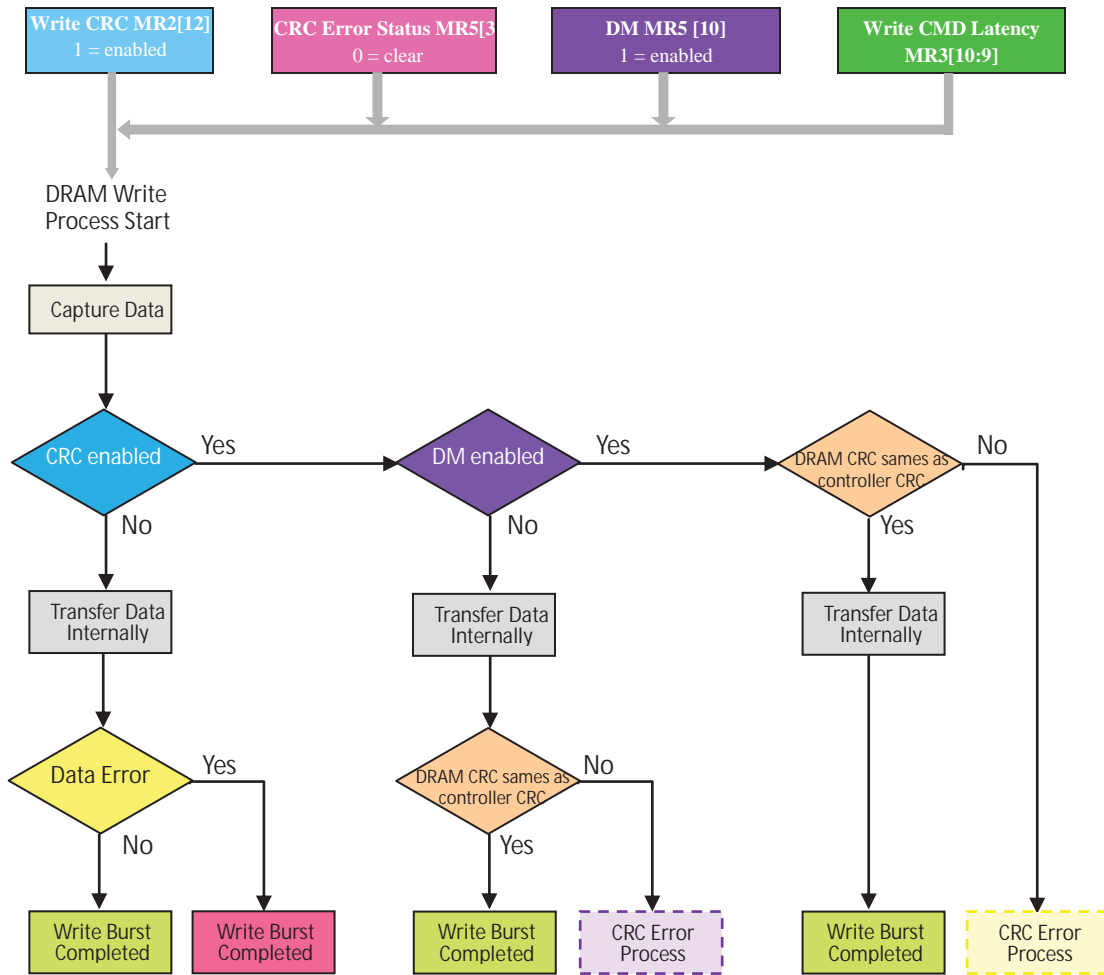 Write CRC MR2[12]
1 = enabled
CRC Error Status MR5[3
0 = clear
DM MR5 [10]
1 = enabled
Write CMD Latency
MR3[10:9]
DRAM Write
Process Start
Capture Data
CRC enabled
Yes
DM enabled
Yes
DRAM CRC sames as
controller CRC
No
No
No
Yes
Transfer Data
Internally
Transfer Data
Internally
Transfer Data
Internally
Data Error
Yes
DRAM CRC sames as
controller CRC
No
No
Yes
Write Burst
Completed
Write Burst
Completed
Write Burst
Completed
CRC Error
Process
Write Burst
Completed
CRC Error
Process